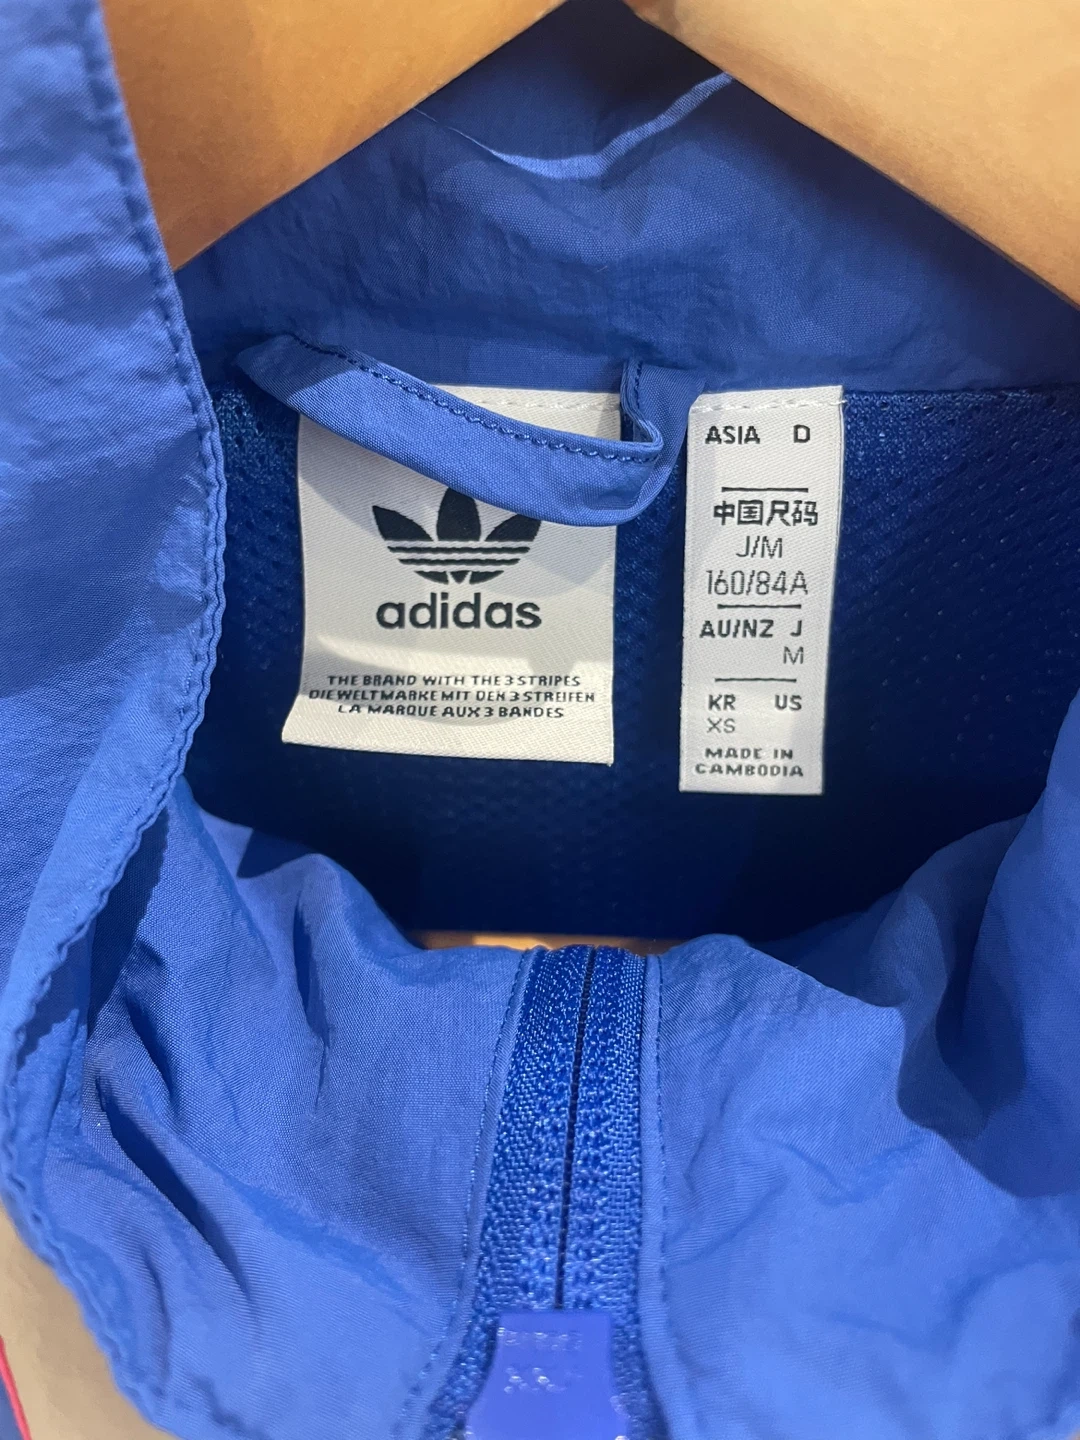 adidas
THE BRAND WITH THE 3 STRIPES
DIE WELTMARKE MIT DEN 3 STREIFEN
LA MARQUE AUX 3 BANDES
ASIA D
中国尺码
J/M
160/84A
AU/NZ J
M
KR US
XS
MADE IN
CAMBODIA